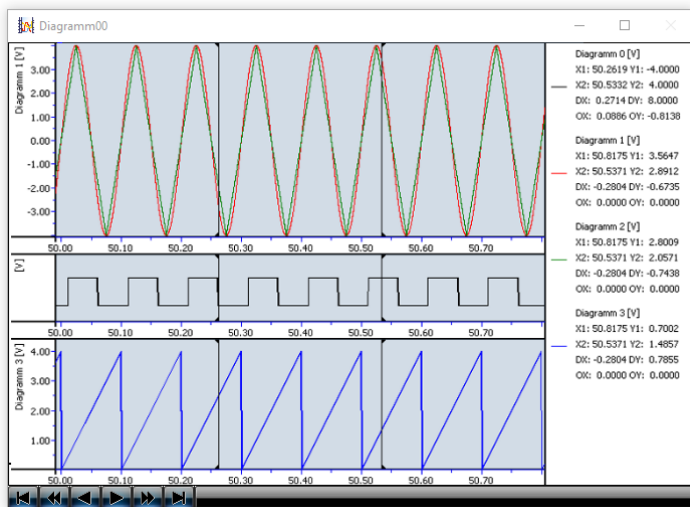 Diagramm00
Diagramm 1 [V]
4.00
3.00
2.00
1.00
0.00
-1.00
-2.00
-3.00
50.00 50.10 50.20 50.30 50.40 50.50 50.60 50.70
[V]
50.00 50.10 50.20 50.30 50.40 50.50 50.60 50.70
Diagramm 3 [V]
4.00
3.00
2.00
1.00
50.00 50.10 50.20 50.30 50.40 50.50 50.60 50.70
Diagramm 0 [V]
X1: 50.2619 Y1: -4.0000
X2: 50.5332 Y2: 4.0000
DX: 0.2714 DY: 8.0000
OX: 0.0886 OY: -0.8138
Diagramm 1 [V]
X1: 50.8175 Y1: 3.5647
X2: 50.5371 Y2: 2.8912
DX: -0.2804 DY: -0.6735
OX: 0.0000 OY: 0.0000
Diagramm 2 [V]
X1: 50.8175 Y1: 2.8009
X2: 50.5371 Y2: 2.0571
DX: -0.2804 DY: -0.7438
OX: 0.0000 OY: 0.0000
Diagramm 3 [V]
X1: 50.8175 Y1: 0.7002
X2: 50.5371 Y2: 1.4857
DX: -0.2804 DY: 0.7855
OX: 0.0000 OY: 0.0000